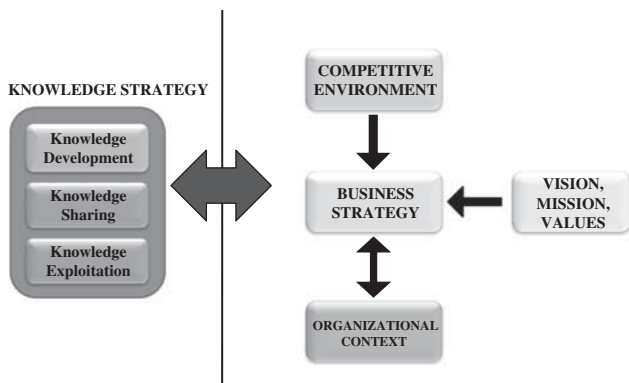 KNOWLEDGE STRATEGY
Knowledge
Development
Knowledge
Sharing
Knowledge
Exploitation
COMPETITIVE
ENVIRONMENT
BUSINESS
STRATEGY
VISION,
MISSION,
VALUES
ORGANIZATIONAL
CONTEXT